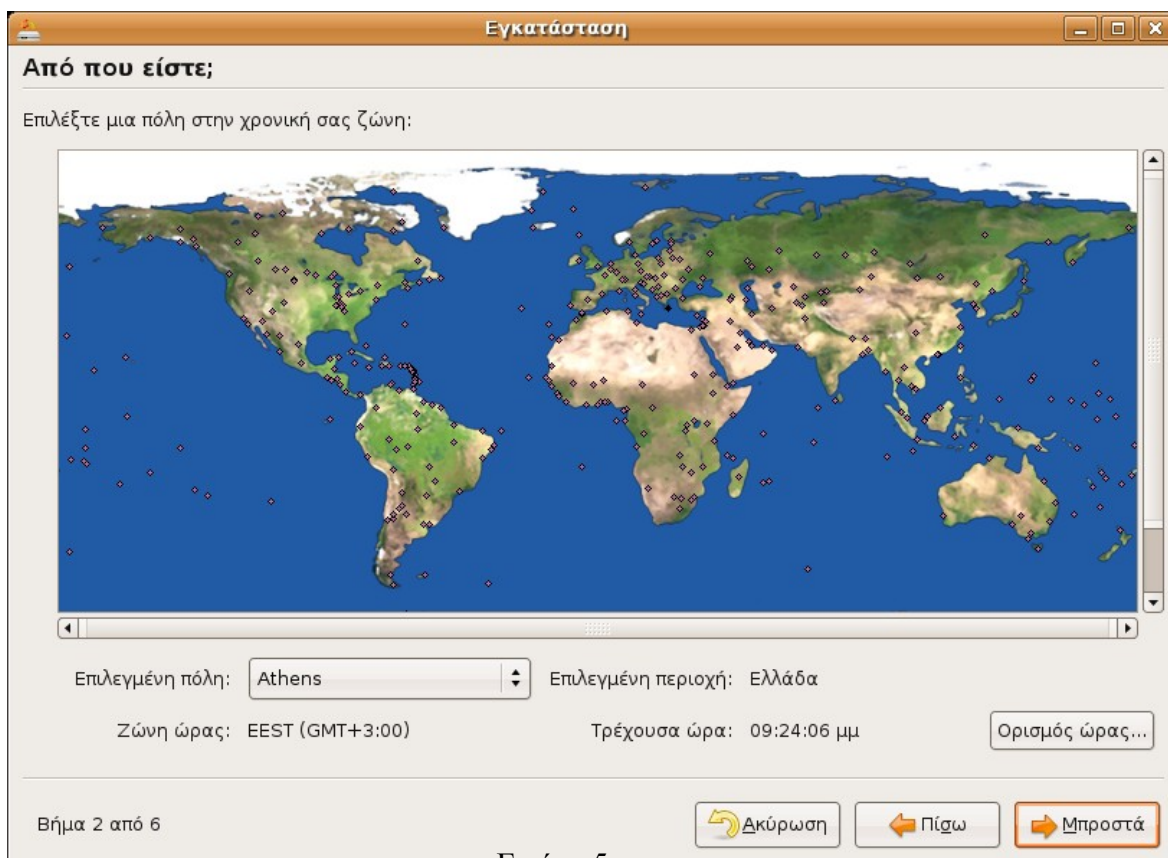 Εγκατάσταση
Από που είστε;
Επιλέξτε μια πόλη στην χρονική σας ζώνη:
Επιλεγμένη πόλη: Athens Επιλεγμένη περιοχή: Ελλάδα
Ζώνη ώρας: EEST (GMT+3:00) Τρέχουσα ώρα: 09:24:06 μμ Ορισμός ώρας...
Βήμα 2 από 6 Ακύρωση Πίσω Μπροστά